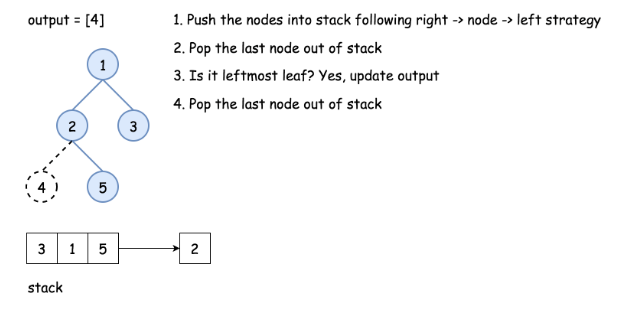 output = [4]
1. Push the nodes into stack following right -> node -> left strategy
2. Pop the last node out of stack
3. Is it leftmost leaf? Yes, update output
4. Pop the last node out of stack
1
2
3
4
5
3 1 5
2
stack